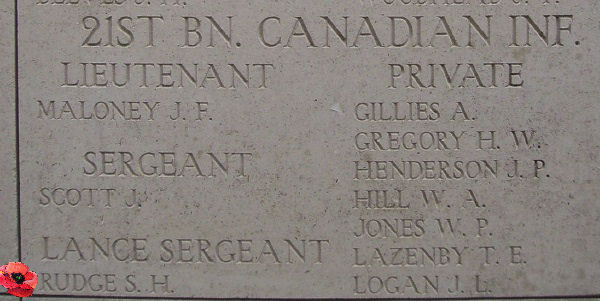 21ST BN. CANADIAN INF.
LIEUTENANT
MALONEY J. F.
SERGEANT
SCOTT J.
LANCE SERGEANT
RUDGE S. H.
PRIVATE
GILLIES A.
GREGORY H. W.
HENDERSON J. P.
HILL W. A.
JONES W. P.
LAZENBY T. E.
LOGAN J. L.